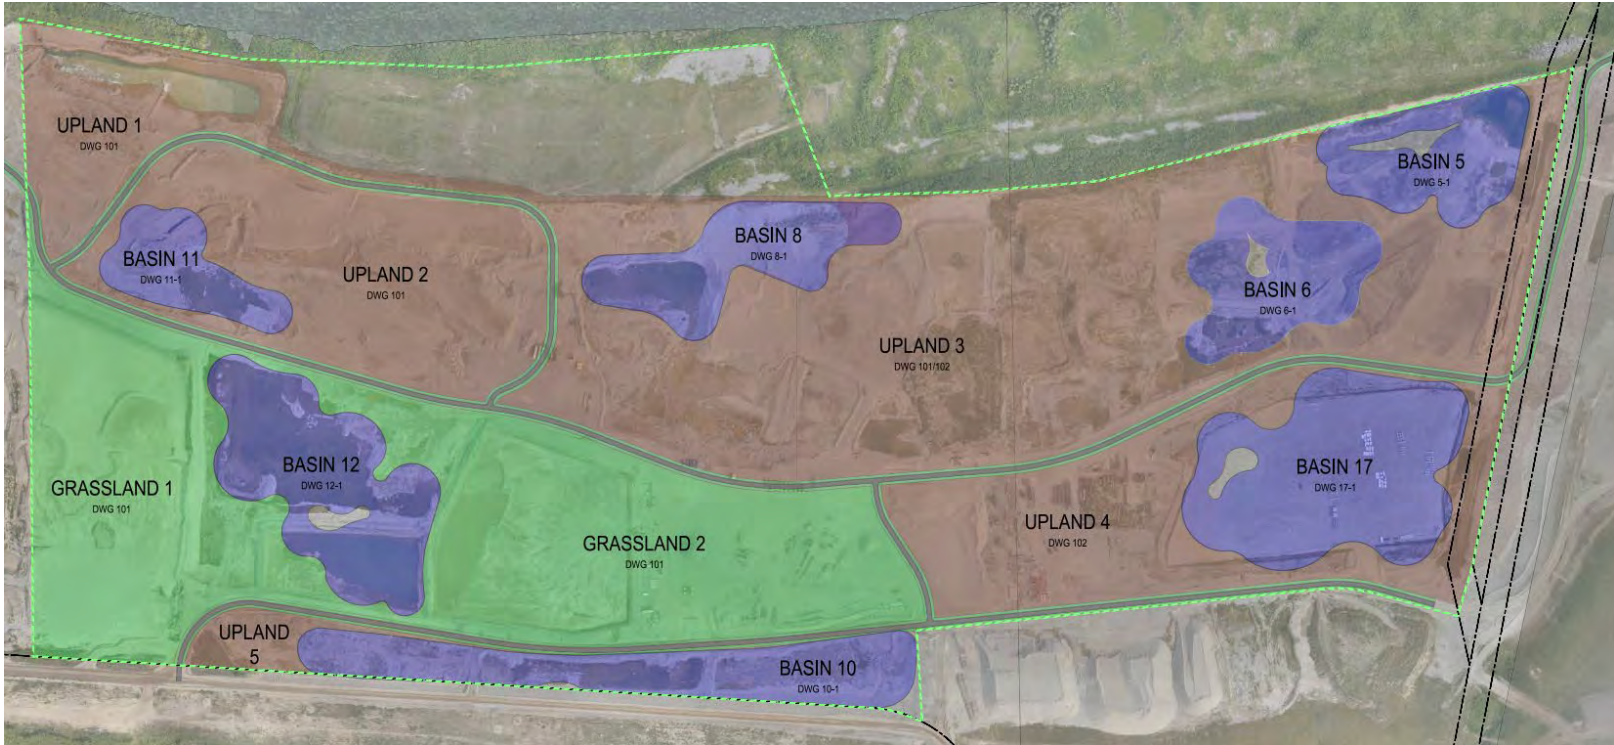 UPLAND 1
DWG 101
BASIN 5
DWG 5-1
BASIN 8
DWG 8-1
BASIN 11
DWG 11-1
UPLAND 2
DWG 101
BASIN 6
DWG 6-1
UPLAND 3
DWG 101/102
BASIN 12
DWG 12-1
BASIN 17
DWG 17-1
GRASSLAND 1
DWG 101
UPLAND 4
DWG 102
GRASSLAND 2
DWG 101
UPLAND
5
BASIN 10
DWG 10-1